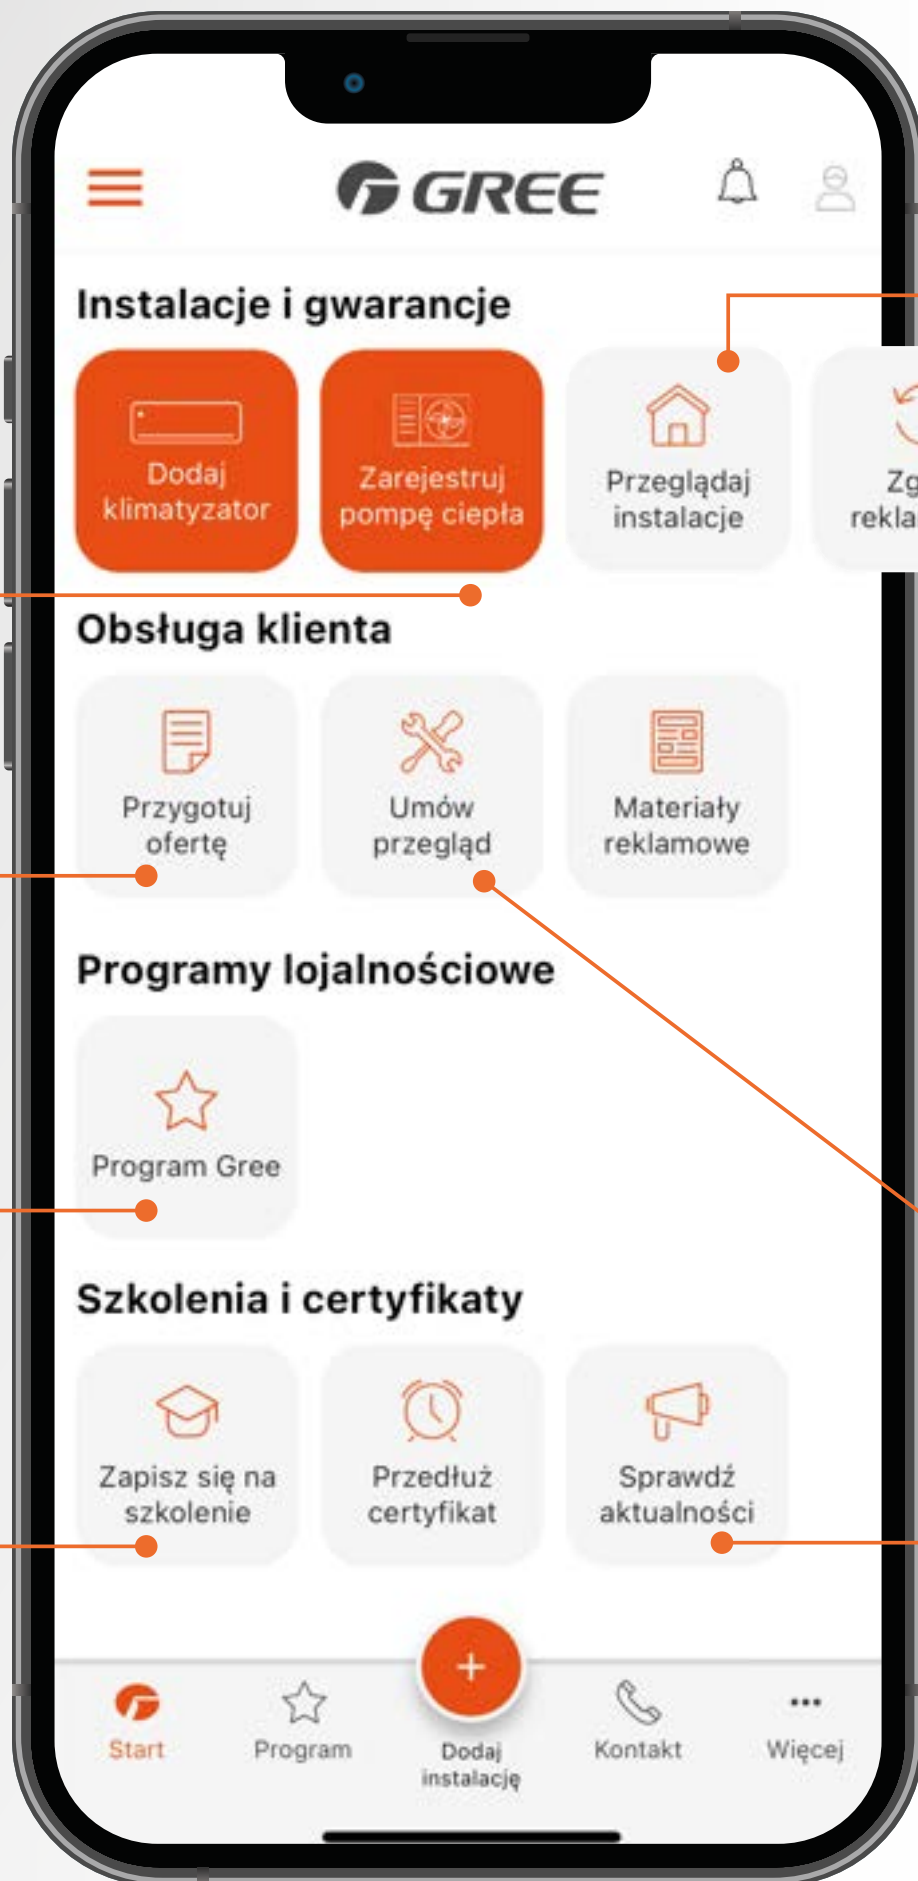 GREE
Instalacje i gwarancje
Dodaj
klimatyzator
Zarejestruj
pompę ciepła
Przeglądaj
instalacje
Obsługa klienta
Przygotuj
ofertę
Umów
przegląd
Materiały
reklamowe
Programy lojalnościowe
Program Gree
Szkolenia i certyfikaty
Zapisz się na
szkolenie
Przedłuż
certyfikat
Sprawdź
aktualności
Start
Program
Dodaj
instalację
Kontakt
Więcej